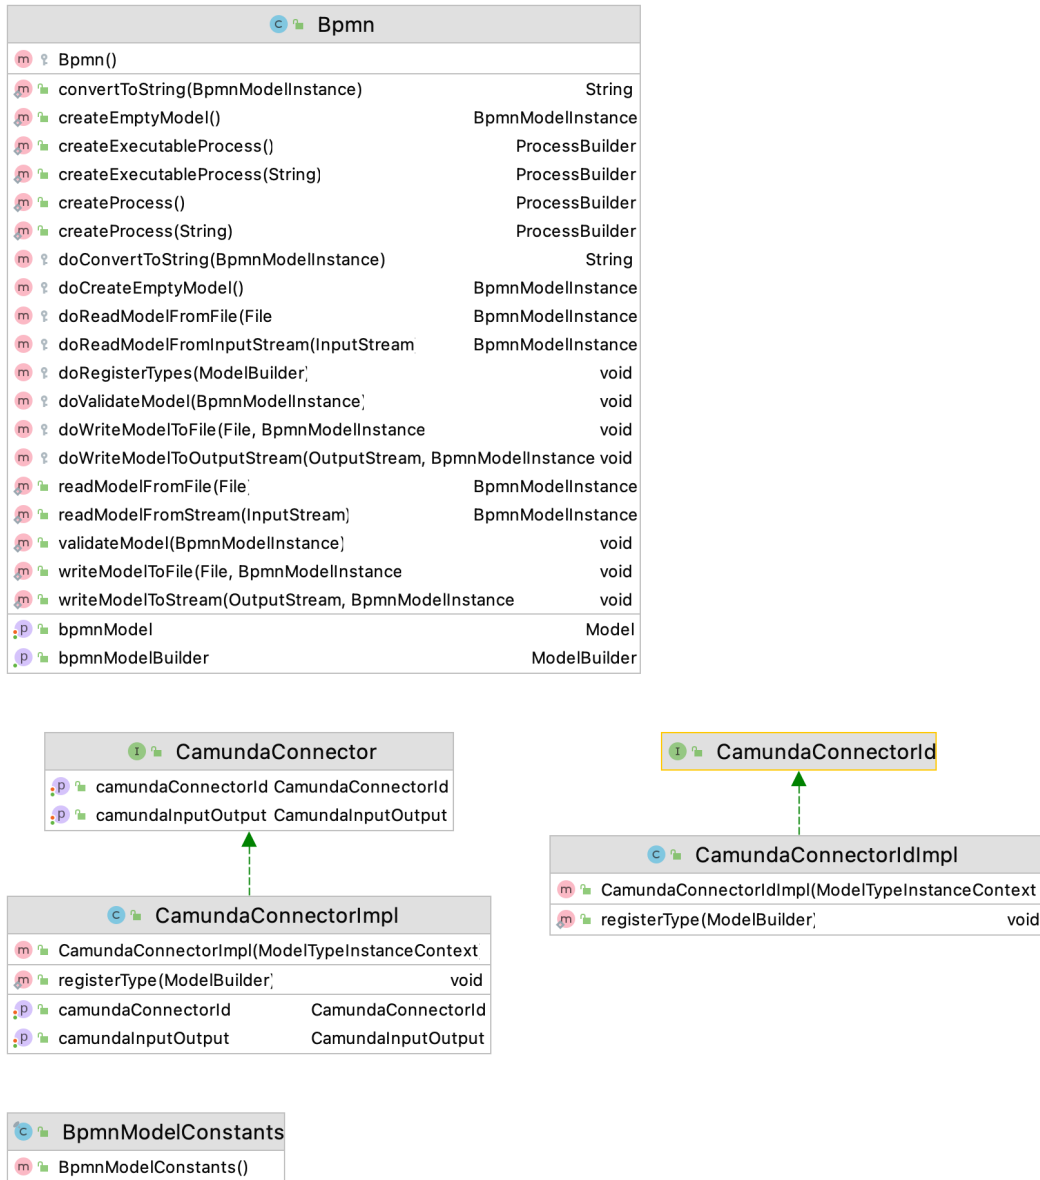 C Bpmn
m Bpmn()
m convertToString(BpmnModelInstance) String
m createEmptyModel() BpmnModelInstance
m createExecutableProcess() ProcessBuilder
m createExecutableProcess(String) ProcessBuilder
m createProcess() ProcessBuilder
m createProcess(String) ProcessBuilder
m doConvertToString(BpmnModelInstance) String
m doCreateEmptyModel() BpmnModelInstance
m doReadModelFromFile(File BpmnModelInstance
m doReadModelFromInputStream(InputStream BpmnModelInstance
m doRegisterTypes(ModelBuilder) void
m doValidateModel(BpmnModelInstance) void
m doWriteModelToFile(File, BpmnModelInstance void
m doWriteModelToOutputStream(OutputStream, BpmnModelInstance void
m readModelFromFile(File) BpmnModelInstance
m readModelFromStream(InputStream) BpmnModelInstance
m validateModel(BpmnModelInstance) void
m writeModelToFile(File, BpmnModelInstance void
m writeModelToStream(OutputStream, BpmnModelInstance void
p bpmnModel Model
p bpmnModelBuilder ModelBuilder
I CamundaConnector
p camundaConnectorId CamundaConnectorId
p camundaInputOutput CamundaInputOutput
I CamundaConnectorId
C CamundaConnectorImpl
m CamundaConnectorImpl(ModelTypeInstanceContext
m registerType(ModelBuilder) void
p camundaConnectorId CamundaConnectorId
p camundaInputOutput CamundaInputOutput
C CamundaConnectorIdImpl
m CamundaConnectorIdImpl(ModelTypeInstanceContext
m registerType(ModelBuilder) void
C BpmnModelConstants
m BpmnModelConstants()